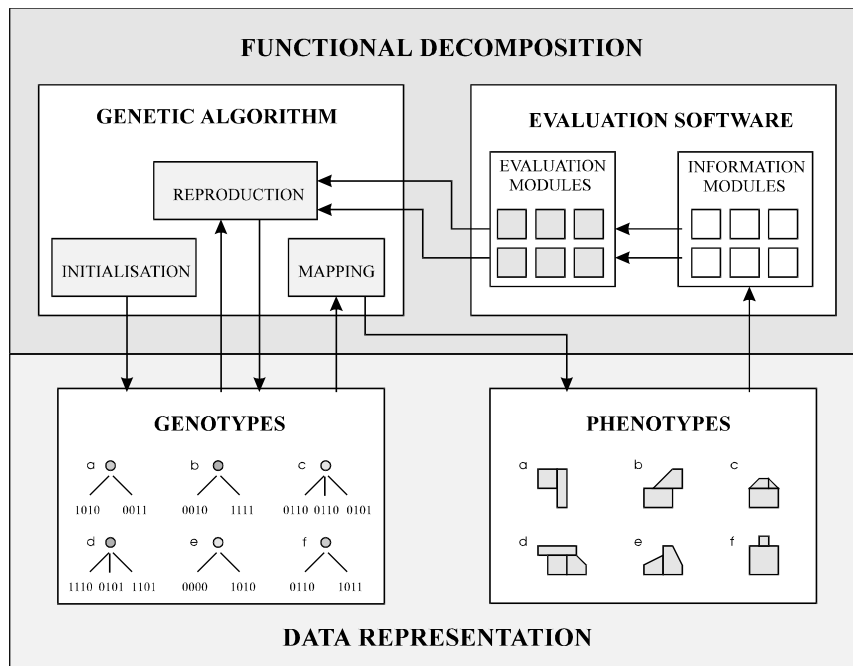 FUNCTIONAL DECOMPOSITION
GENETIC ALGORITHM
REPRODUCTION
INITIALISATION
MAPPING
EVALUATION SOFTWARE
EVALUATION
MODULES
INFORMATION
MODULES
GENOTYPES
a b c
1010 0011 0010 1111 0110 0110 0101
d e f
1110 0101 1101 0000 1010 0110 1011
PHENOTYPES
a b c
d e f
DATA REPRESENTATION